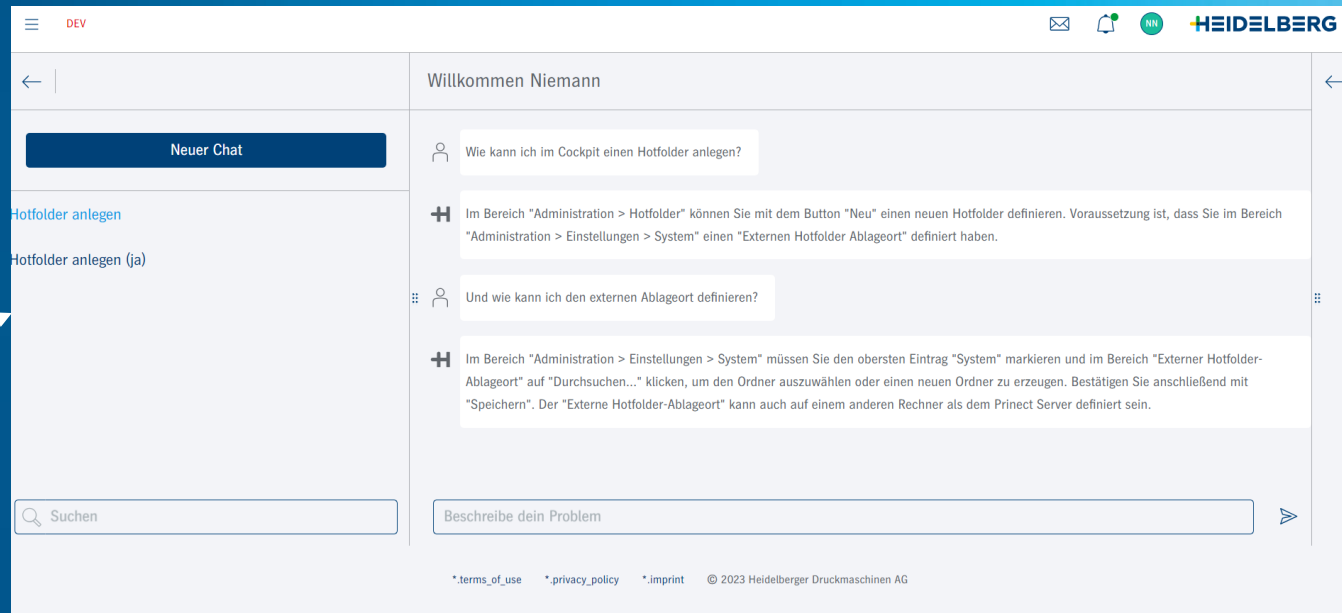 DEV
NN
HEIDELBERG
Willkommen Niemann
Neuer Chat
Hotfolder anlegen
Hotfolder anlegen (ja)
Suchen
Wie kann ich im Cockpit einen Hotfolder anlegen?
Im Bereich "Administration > Hotfolder" können Sie mit dem Button "Neu" einen neuen Hotfolder definieren. Voraussetzung ist, dass Sie im Bereich
"Administration > Einstellungen > System" einen "Externen Hotfolder Ablageort" definiert haben.
Und wie kann ich den externen Ablageort definieren?
Im Bereich "Administration > Einstellungen > System" müssen Sie den obersten Eintrag "System" markieren und im Bereich "Externer Hotfolder-
Ablageort" auf "Durchsuchen..." klicken, um den Ordner auszuwählen oder einen neuen Ordner zu erzeugen. Bestätigen Sie anschließend mit
"Speichern". Der "Externe Hotfolder-Ablageort" kann auch auf einem anderen Rechner als dem Prinect Server definiert sein.
Beschreibe dein Problem
*.terms_of_use *.privacy_policy *.imprint © 2023 Heidelberger Druckmaschinen AG